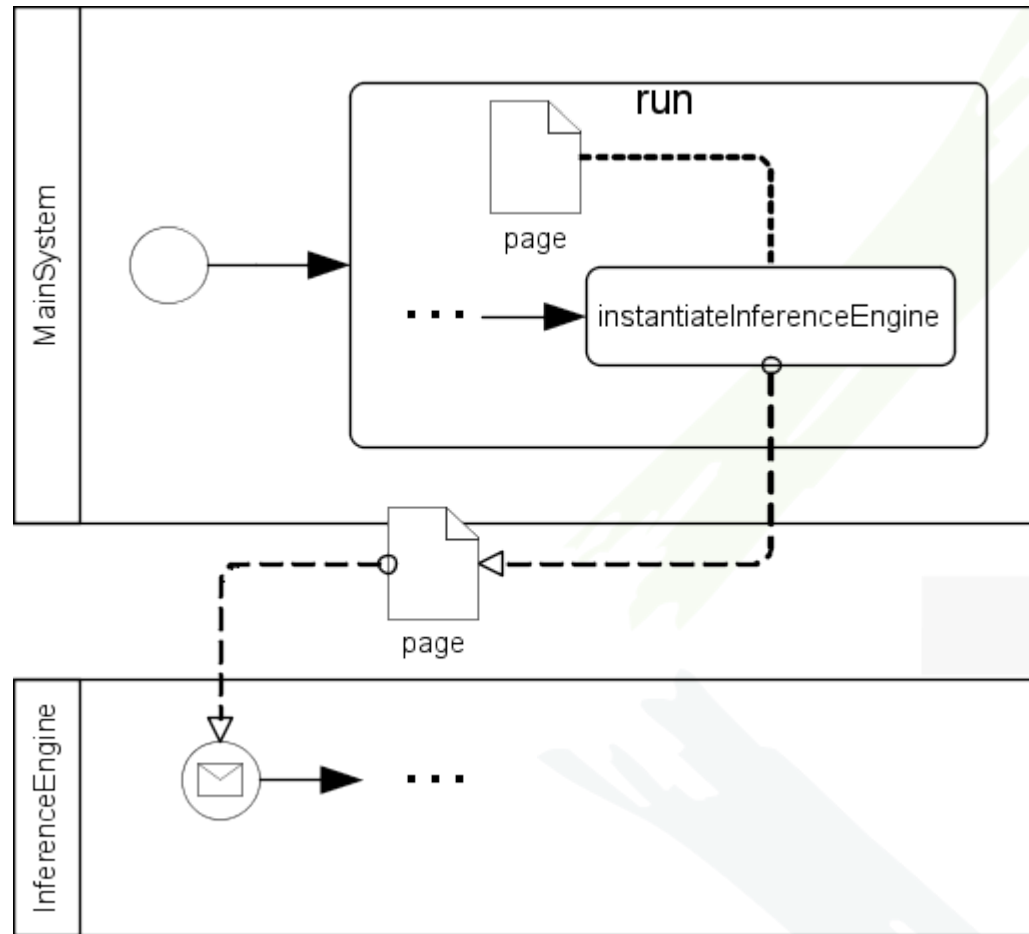 MainSystem
run
page
. . .
instantiateInferenceEngine
page
InferenceEngine
. . .